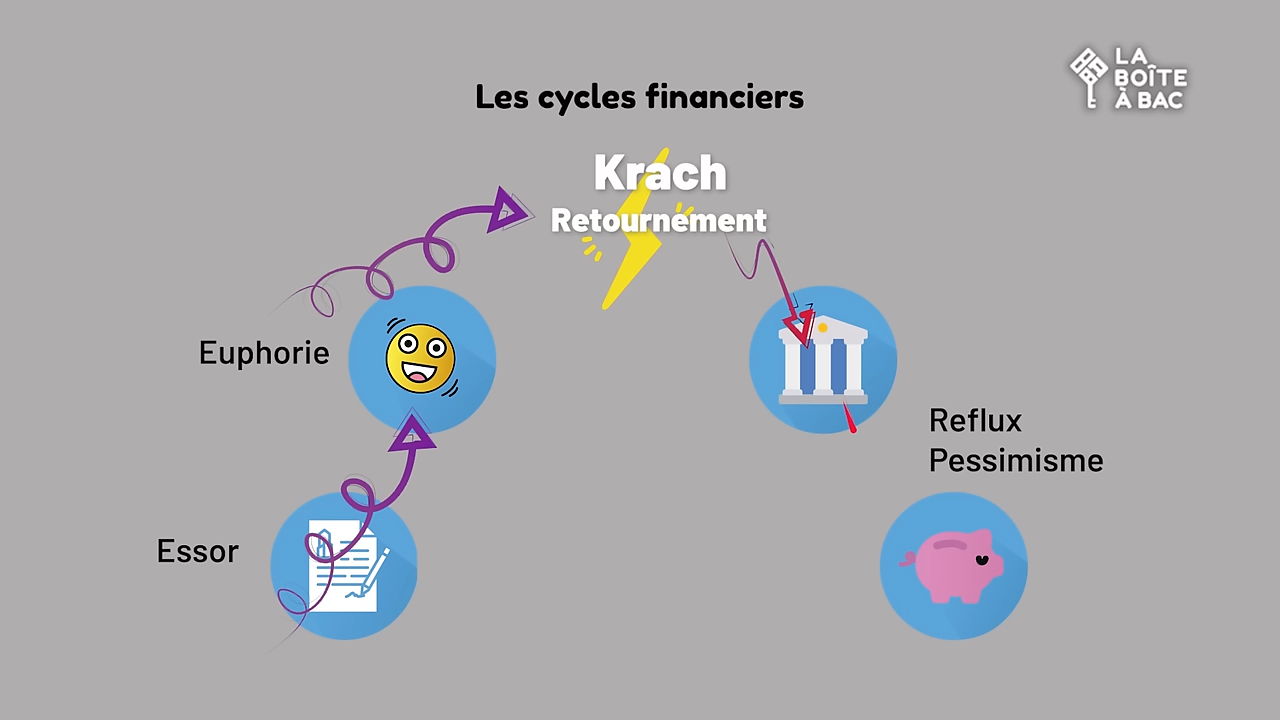 Les cycles financiers
LA
BOÎTE
À BAC
Krach
Retournement
Euphorie
Essor
Reflux
Pessimisme